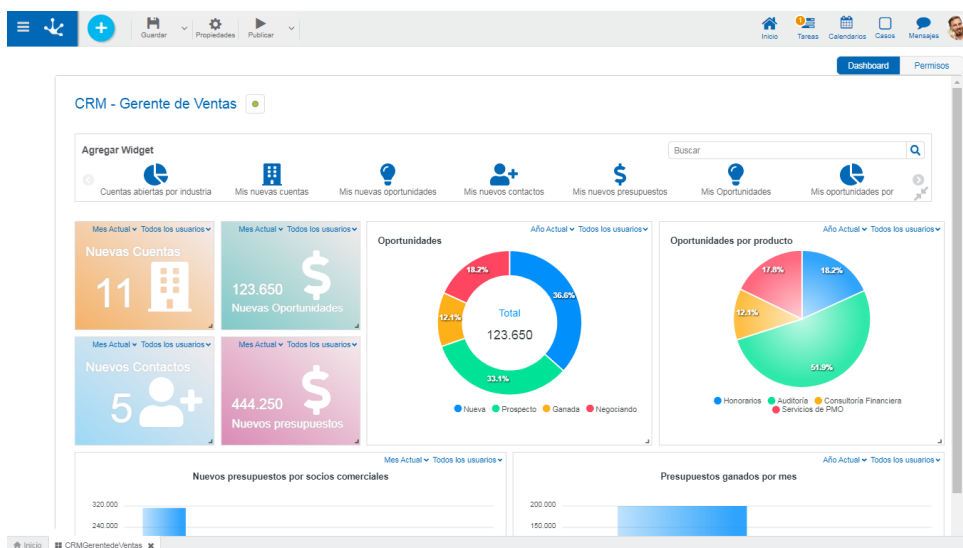 Guardar
Propiedades
Publicar
Inicio
Tareas
Calendarios
Casos
Mensajes
Dashboard
Permisos
CRM - Gerente de Ventas
Agregar Widget
Buscar
Cuentas abiertas por industria
Mis nuevas cuentas
Mis nuevas oportunidades
Mis nuevos contactos
Mis nuevos presupuestos
Mis Oportunidades
Mis oportunidades por
Mes Actual Todos los usuarios
Nuevas Cuentas
11
Mes Actual Todos los usuarios
123.650
Nuevas Oportunidades
Año Actual Todos los usuarios
Oportunidades
18.2%
36.6%
12.1%
33.1%
Total
123.650
Nueva Prospecto Ganada Negociando
Año Actual Todos los usuarios
Oportunidades por producto
17.8%
18.2%
12.1%
51.9%
Honorarios Auditoría Consultoría Financiera
Servicios de PMO
Mes Actual Todos los usuarios
Nuevos Contactos
5
Mes Actual Todos los usuarios
444.250
Nuevos presupuestos
Mes Actual Todos los usuarios
Nuevos presupuestos por socios comerciales
320.000
240.000
Año Actual Todos los usuarios
Presupuestos ganados por mes
200.000
150.000
Inicio
CRMGerentedeVentas